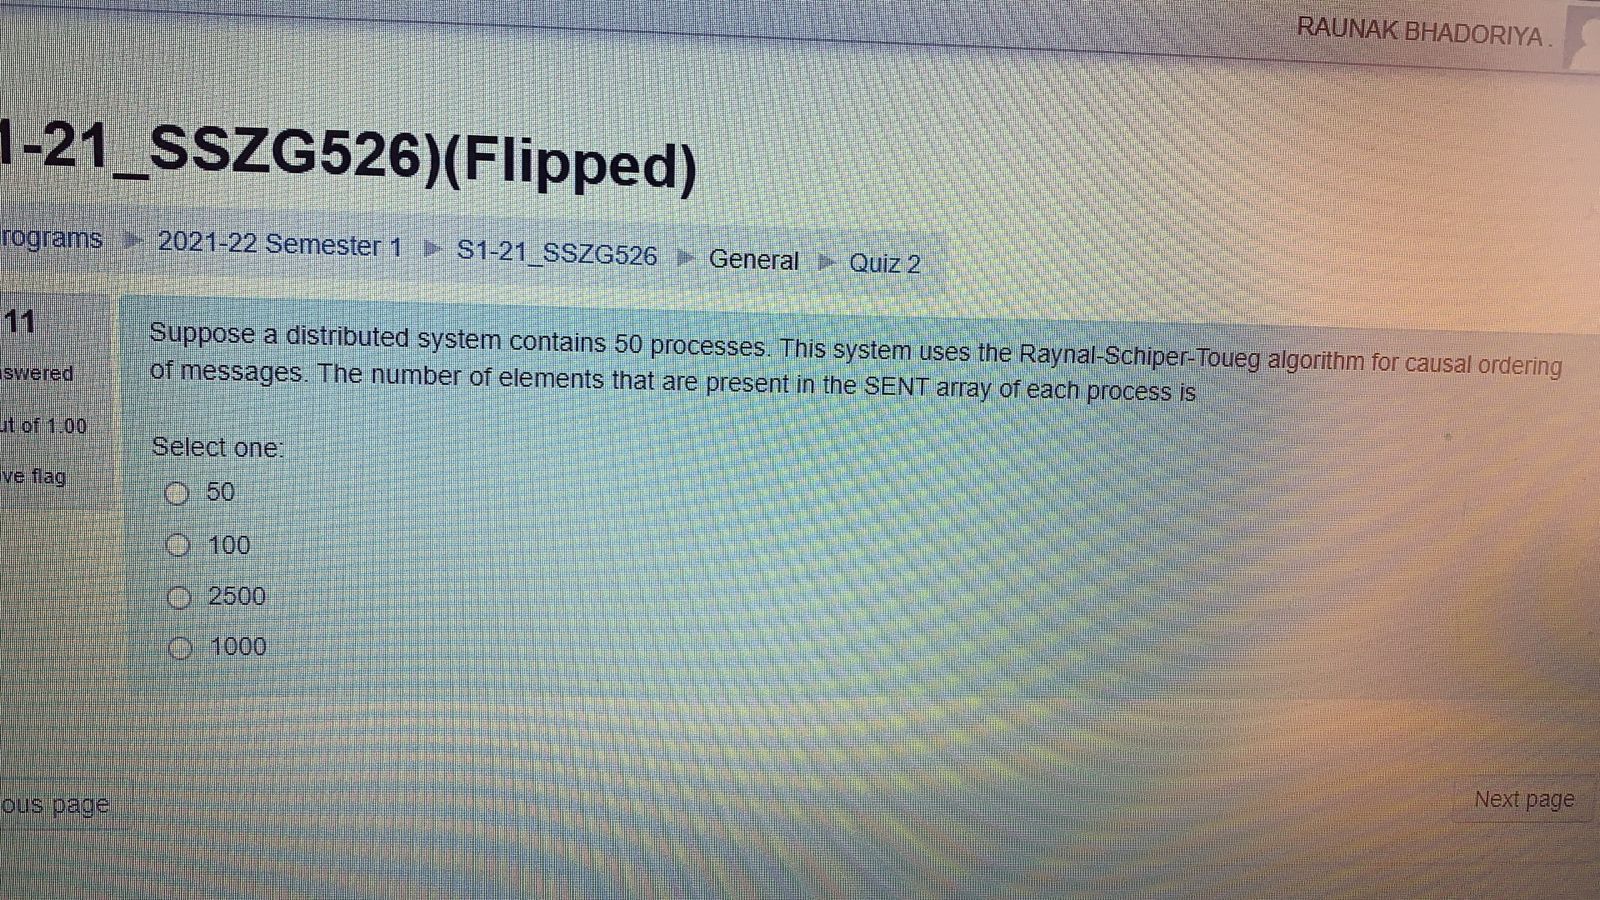 RAUNAK BHADORIYA .
1-21_SSZG526)(Flipped)
rograms ▶ 2021-22 Semester 1 ▶ S1-21_SSZG526 ▶ General ▶ Quiz 2
11
swered
ut of 1.00
ve flag
Suppose a distributed system contains 50 processes. This system uses the Raynal-Schiper-Toueg algorithm for causal ordering
of messages. The number of elements that are present in the SENT array of each process is
Select one:
50
100
2500
1000
ous page
Next page